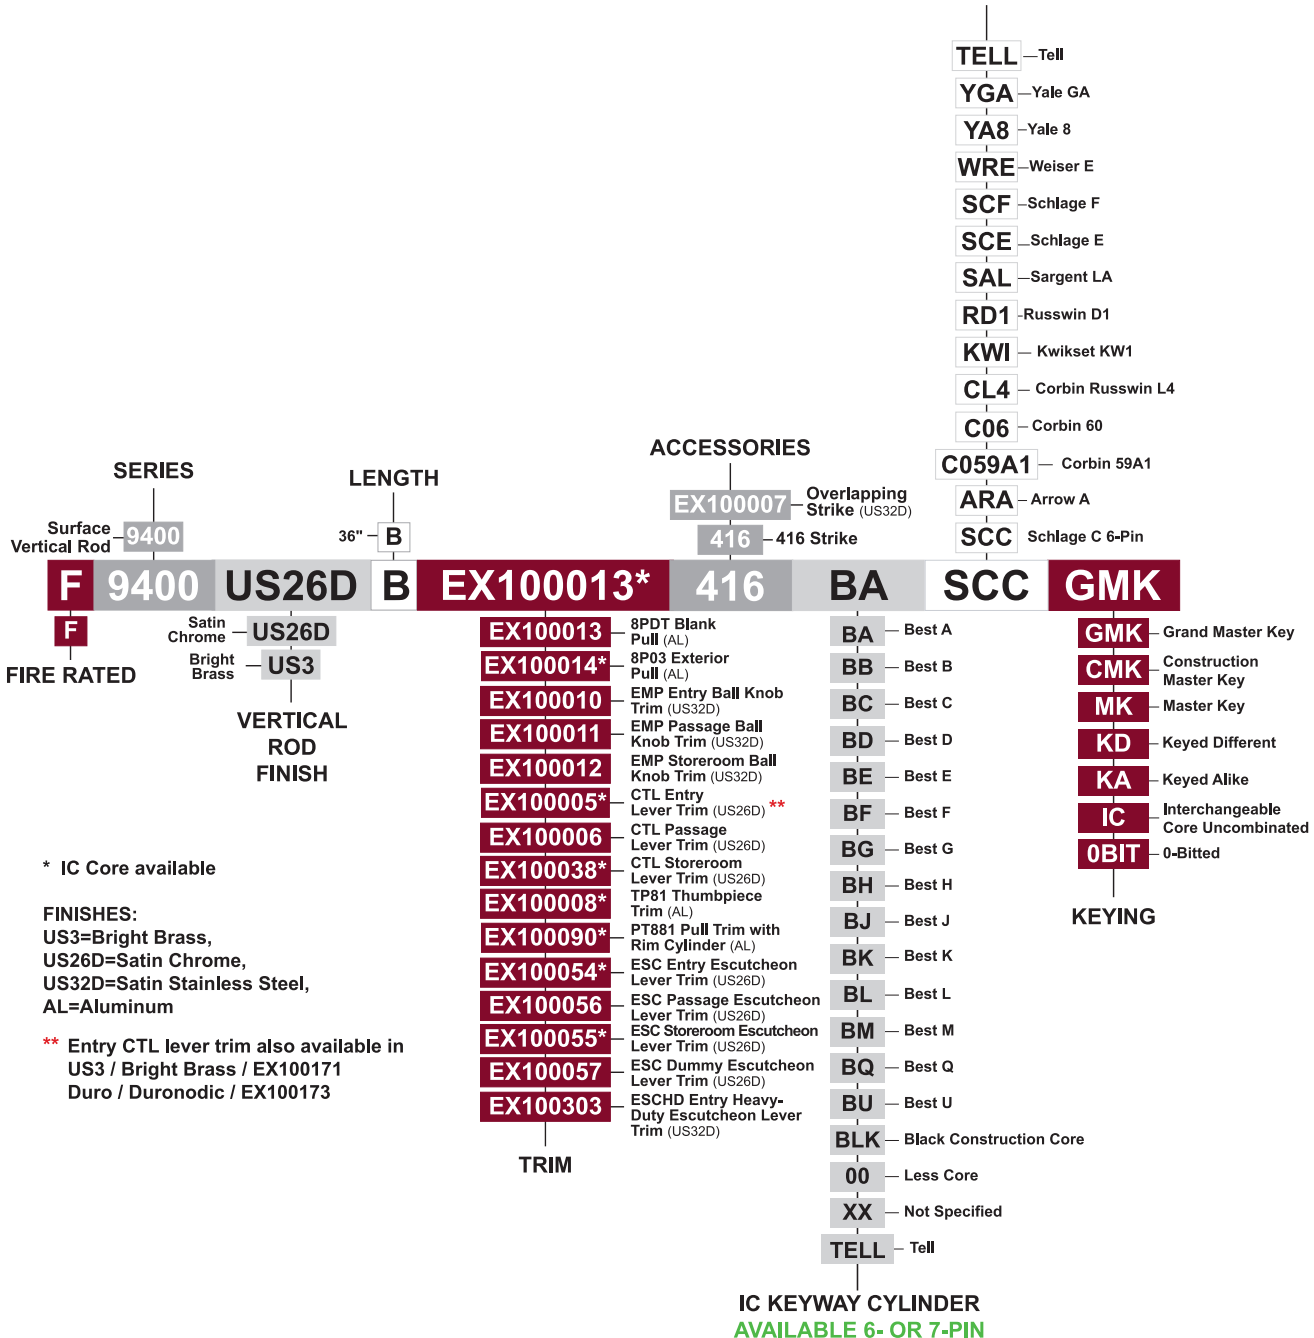 TELL Tell
YGA Yale GA
YA8 Yale 8
WRE Weiser E
SCF Schlage F
SCE Schlage E
SAL Sargent LA
RD1 Russwin D1
KWI Kwikset KW1
CL4 Corbin Russwin L4
C06 Corbin 60
C059A1 Corbin 59A1
ARA Arrow A
SCC Schlage C 6-Pin
SERIES
Surface
Vertical Rod
9400
LENGTH
36" B
ACCESSORIES
EX100007 Overlapping
Strike (US32D)
416 416 Strike
F 9400 US26D B EX100013* 416 BA SCC GMK
F
FIRE RATED
Satin
Chrome
US26D
Bright
Brass
US3
VERTICAL
ROD
FINISH
EX100013 8PDT Blank
Pull (AL)
EX100014* 8P03 Exterior
Pull (AL)
EX100010 EMP Entry Ball Knob
Trim (US32D)
EX100011 EMP Passage Ball
Knob Trim (US32D)
EX100012 EMP Storeroom Ball
Knob Trim (US32D)
EX100005* CTL Entry
Lever Trim (US26D) **
EX100006 CTL Passage
Lever Trim (US26D)
EX100038* CTL Storeroom
Lever Trim (US26D)
EX100008* TP81 Thumbpiece
Trim (AL)
EX100090* PT881 Pull Trim with
Rim Cylinder (AL)
EX100054* ESC Entry Escutcheon
Lever Trim (US26D)
EX100056 ESC Passage Escutcheon
Lever Trim (US26D)
EX100055* ESC Storeroom Escutcheon
Lever Trim (US26D)
EX100057 ESC Dummy Escutcheon
Lever Trim (US26D)
EX100303 ESCHD Entry Heavy-
Duty Escutcheon Lever
Trim (US32D)
TRIM
BA Best A
BB Best B
BC Best C
BD Best D
BE Best E
BF Best F
BG Best G
BH Best H
BJ Best J
BK Best K
BL Best L
BM Best M
BQ Best Q
BU Best U
BLK Black Construction Core
00 Less Core
XX Not Specified
TELL Tell
IC KEYWAY CYLINDER
AVAILABLE 6- OR 7-PIN
GMK Grand Master Key
CMK Construction
Master Key
MK Master Key
KD Keyed Different
KA Keyed Alike
IC Interchangeable
Core Uncombinated
0BIT 0-Bitted
KEYING
* IC Core available
FINISHES:
US3=Bright Brass,
US26D=Satin Chrome,
US32D=Satin Stainless Steel,
AL=Aluminum
** Entry CTL lever trim also available in
US3 / Bright Brass / EX100171
Duro / Duronodic / EX100173